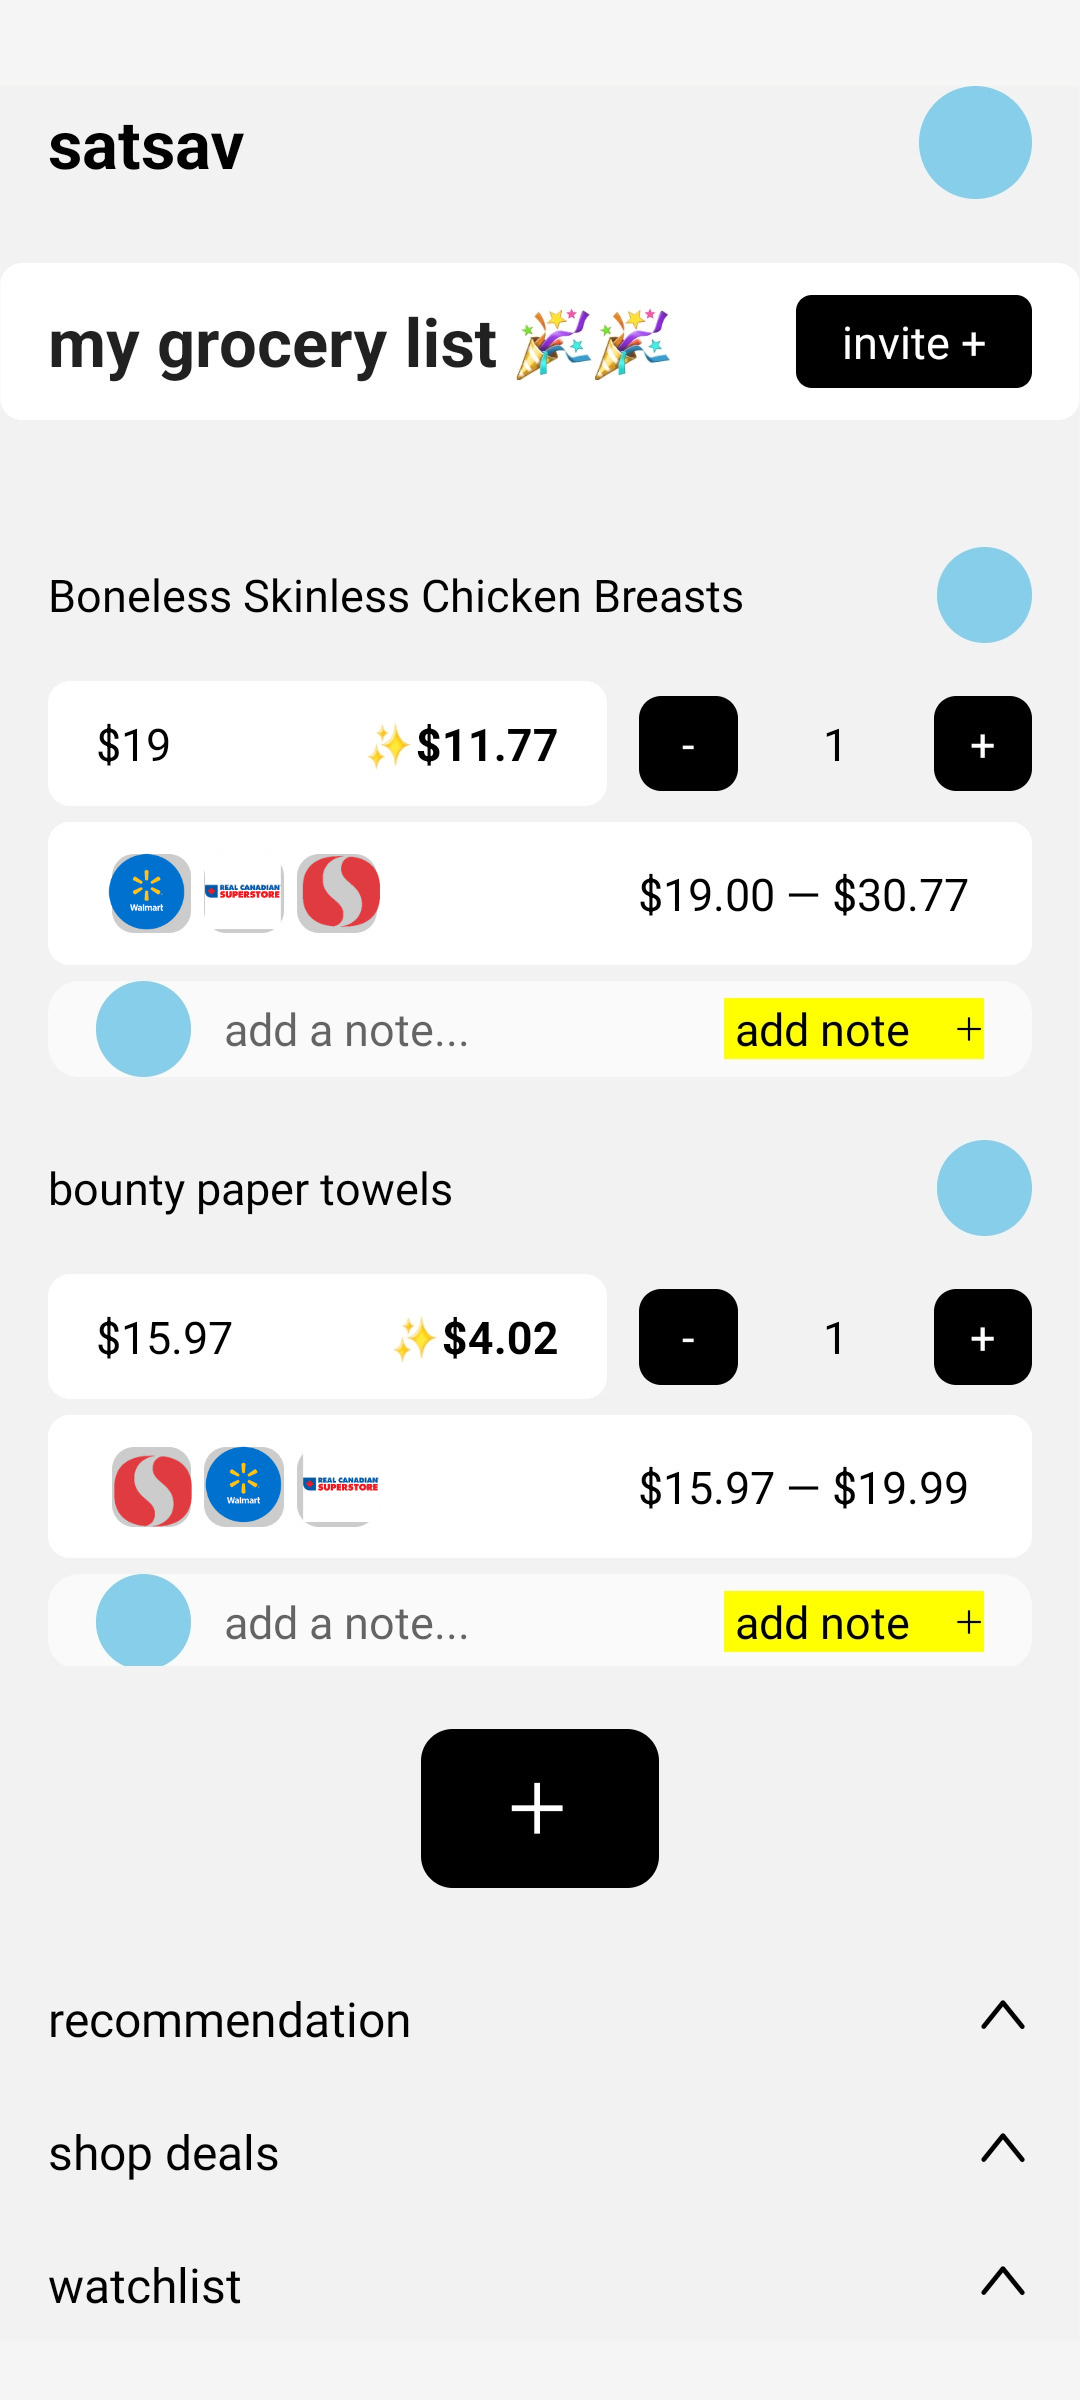 satsav
my grocery list 🎉🎉 invite +
Boneless Skinless Chicken Breasts
$19 ✨$11.77 - 1 +
Walmart REAL CANADIAN SUPERSTORE $19.00 — $30.77
add a note... add note +
bounty paper towels
$15.97 ✨$4.02 - 1 +
Walmart REAL CANADIAN SUPERSTORE $15.97 — $19.99
add a note... add note +
+
recommendation
shop deals
watchlist